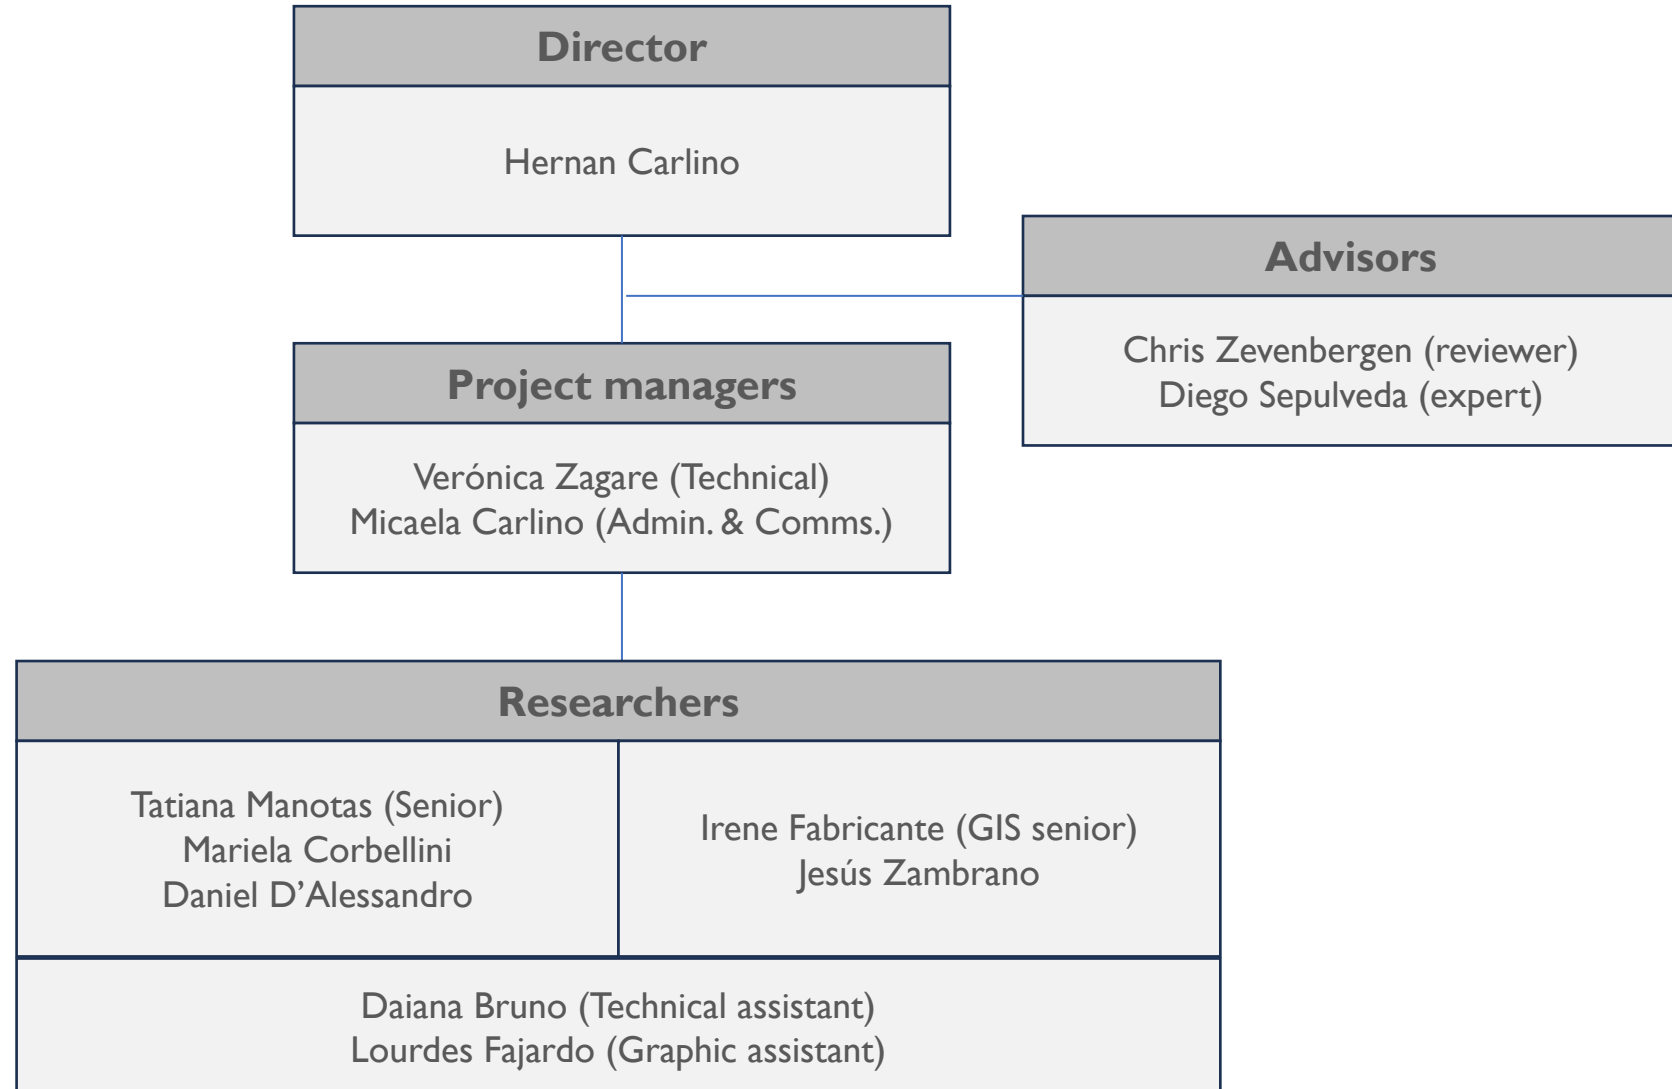 Director
Hernan Carlino
Advisors
Chris Zevenbergen (reviewer)
Diego Sepulveda (expert)
Project managers
Verónica Zagare (Technical)
Micaela Carlino (Admin. & Comms.)
Researchers
Tatiana Manotas (Senior)
Mariela Corbellini
Daniel D’Alessandro
Irene Fabricante (GIS senior)
Jesús Zambrano
Daiana Bruno (Technical assistant)
Lourdes Fajardo (Graphic assistant)